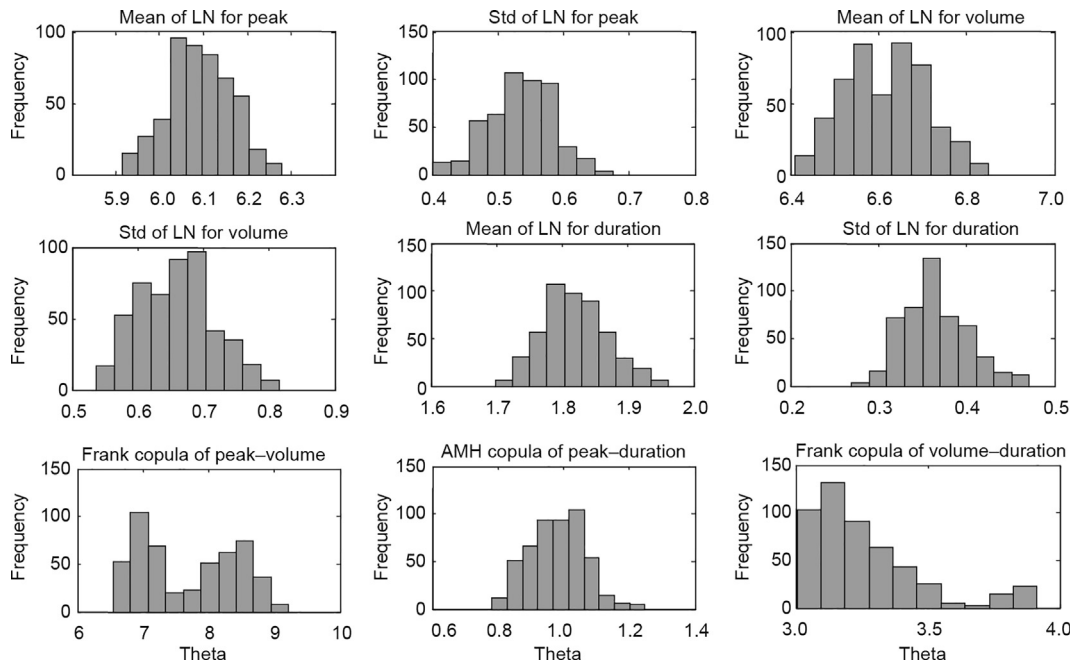 Mean of LN for peak
Std of LN for peak
Mean of LN for volume
100
50
0
Frequency
5.9 6.0 6.1 6.2 6.3
150
100
50
0
Frequency
0.4 0.5 0.6 0.7 0.8
100
50
0
Frequency
6.4 6.6 6.8 7.0
Std of LN for volume
Mean of LN for duration
Std of LN for duration
100
50
0
Frequency
0.5 0.6 0.7 0.8 0.9
150
100
50
0
Frequency
1.6 1.7 1.8 1.9 2.0
150
100
50
0
Frequency
0.2 0.3 0.4 0.5
Frank copula of peak–volume
AMH copula of peak–duration
Frank copula of volume–duration
150
100
50
0
Frequency
6 7 8 9 10
Theta
150
100
50
0
Frequency
0.6 0.8 1.0 1.2 1.4
Theta
150
100
50
0
Frequency
3.0 3.5 4.0
Theta